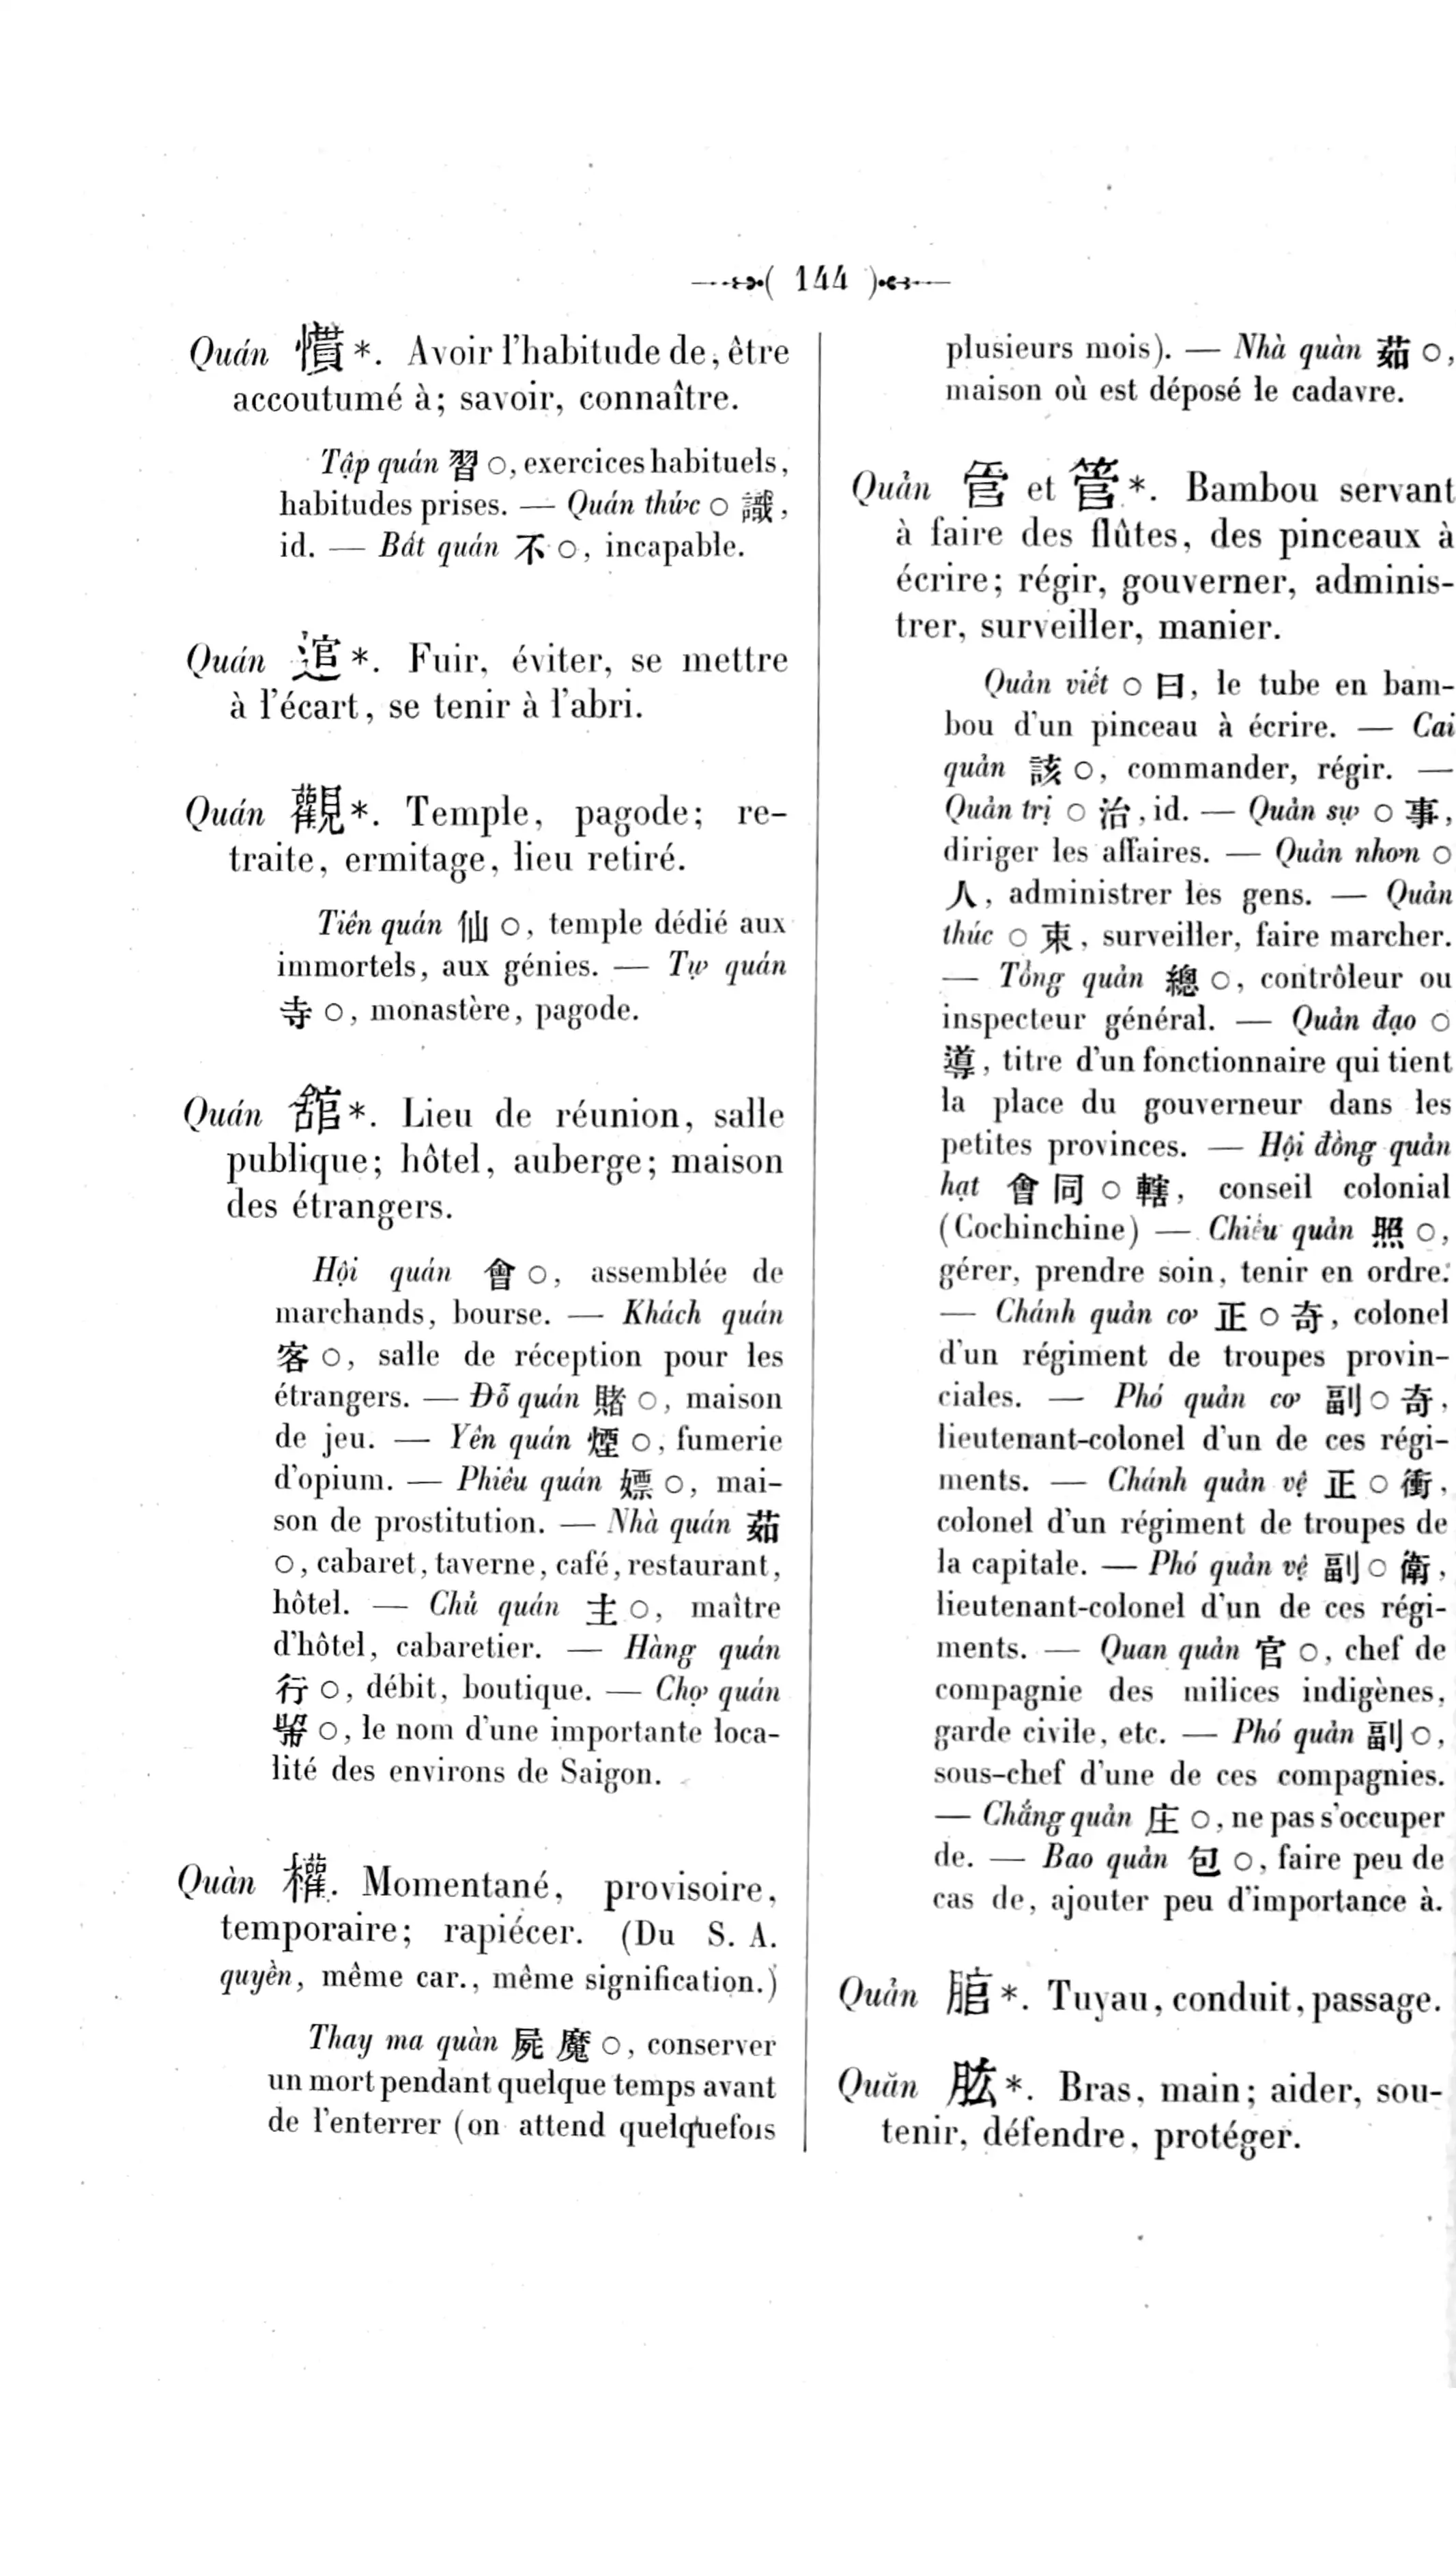 ( 144 )
Quán 慣 *. Avoir l'habitude de, être
accoutumé à; savoir, connaître.
Tập quán 習 ○, exercices habituels,
habitudes prises. — Quán thức ○ 識,
id. — Bất quán 不 ○, incapable.
Quán 逭 *. Fuir, éviter, se mettre
à l'écart, se tenir à l'abri.
Quán 觀 *. Temple, pagode; re-
traite, ermitage, lieu retiré.
Tiên quán 仙 ○, temple dédié aux
immortels, aux génies. — Tự quán
寺 ○, monastère, pagode.
Quán 舘 *. Lieu de réunion, salle
publique; hôtel, auberge; maison
des étrangers.
Hội quán 會 ○, assemblée de
marchands, bourse. — Khách quán
客 ○, salle de réception pour les
étrangers. — Đỗ quán 賭 ○, maison
de jeu. — Yên quán 煙 ○, fumerie
d'opium. — Phiêu quán 嫖 ○, mai-
son de prostitution. — Nhà quán 茹
○, cabaret, taverne, café, restaurant,
hôtel. — Chủ quán 主 ○, maître
d'hôtel, cabaretier. — Hàng quán
行 ○, débit, boutique. — Chợ quán
○, le nom d'une importante loca-
lité des environs de Saigon.
Quàn 權. Momentané, provisoire,
temporaire; rapiécer. (Du S. A.
quyền, même car., même signification.)
Thay ma quàn 屍 魔 ○, conserver
un mort pendant quelque temps avant
de l'enterrer (on attend quelquefois
plusieurs mois). — Nhà quàn 茹 ○,
maison où est déposé le cadavre.
Quản 官 et 管 *. Bambou servant
à faire des flûtes, des pinceaux à
écrire; régir, gouverner, adminis-
trer, surveiller, manier.
Quản viết ○ 曰, le tube en bam-
bou d'un pinceau à écrire. — Cai
quản 該 ○, commander, régir. —
Quản trị ○ 治, id. — Quản sự ○ 事,
diriger les affaires. — Quản nhơn ○
人, administrer les gens. — Quản
thúc ○ 束, surveiller, faire marcher.
— Tổng quản 總 ○, contrôleur ou
inspecteur général. — Quản đạo ○
導, titre d'un fonctionnaire qui tient
la place du gouverneur dans les
petites provinces. — Hội đồng quản
hạt 會 同 ○ 轄, conseil colonial
(Cochinchine) — Chiếu quản 照 ○,
gérer, prendre soin, tenir en ordre.
— Chánh quản cơ 正 ○ 奇, colonel
d'un régiment de troupes provin-
ciales. — Phó quản cơ 副 ○ 奇,
lieutenant-colonel d'un de ces régi-
ments. — Chánh quản vệ 正 ○ 衝,
colonel d'un régiment de troupes de
la capitale. — Phó quản vệ 副 ○ 衛,
lieutenant-colonel d'un de ces régi-
ments. — Quan quản 官 ○, chef de
compagnie des milices indigènes,
garde civile, etc. — Phó quản 副 ○,
sous-chef d'une de ces compagnies.
— Chẳng quản 庄 ○, ne pas s'occuper
de. — Bao quản 包 ○, faire peu de
cas de, ajouter peu d'importance à.
Quản 脘 *. Tuyau, conduit, passage.
Quăn 肱 *. Bras, main; aider, sou-
tenir, défendre, protéger.